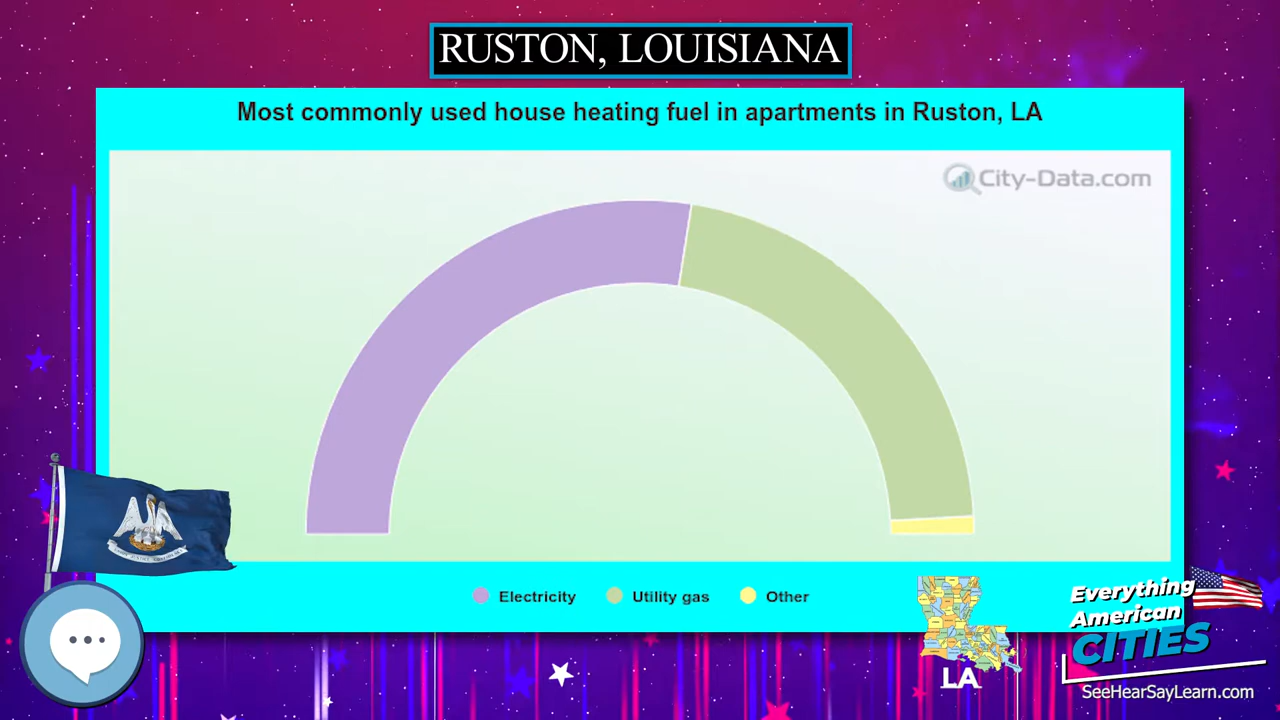 RUSTON, LOUISIANA
Most commonly used house heating fuel in apartments in Ruston, LA
City-Data.com
Electricity
Utility gas
Other
LA
Everything
American
CITIES
SeeHearSayLearn.com